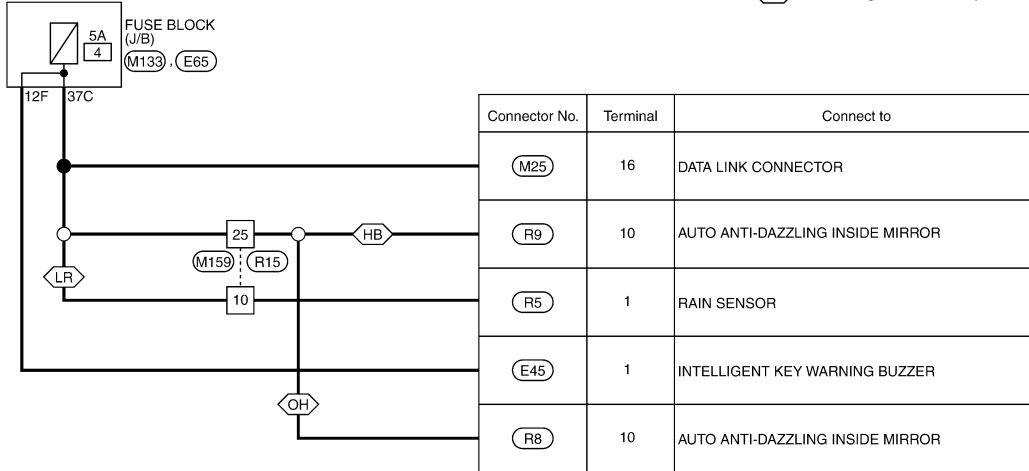 FUSE BLOCK
(J/B)
5A
4
M133 , E65
12F 37C
Connector No. Terminal Connect to
M25 16 DATA LINK CONNECTOR
25 HB R9 10 AUTO ANTI-DAZZLING INSIDE MIRROR
M159 R15
LR
10 R5 1 RAIN SENSOR
E45 1 INTELLIGENT KEY WARNING BUZZER
OH
R8 10 AUTO ANTI-DAZZLING INSIDE MIRROR